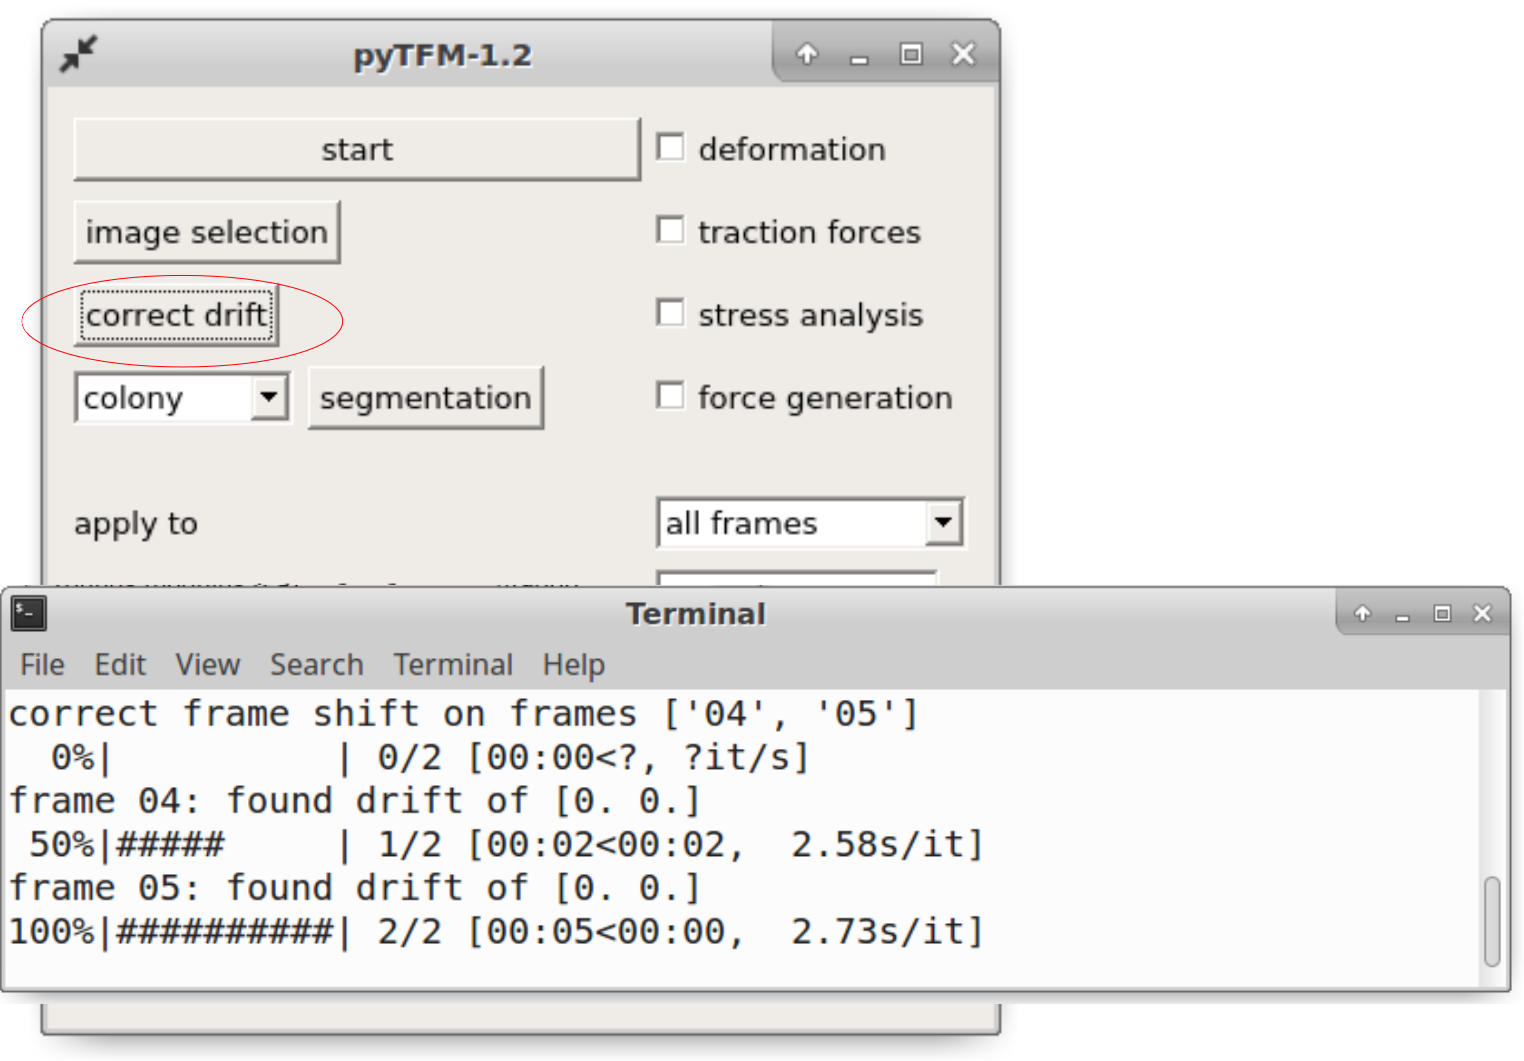 pyTFM-1.2
start
deformation
image selection
traction forces
correct drift
stress analysis
colony
segmentation
force generation
apply to
all frames
Terminal
File Edit View Search Terminal Help
correct frame shift on frames ['04', '05']
0%| | 0/2 [00:00<?, ?it/s]
frame 04: found drift of [0. 0.]
50%|##### | 1/2 [00:02<00:02, 2.58s/it]
frame 05: found drift of [0. 0.]
100%|##########| 2/2 [00:05<00:00, 2.73s/it]